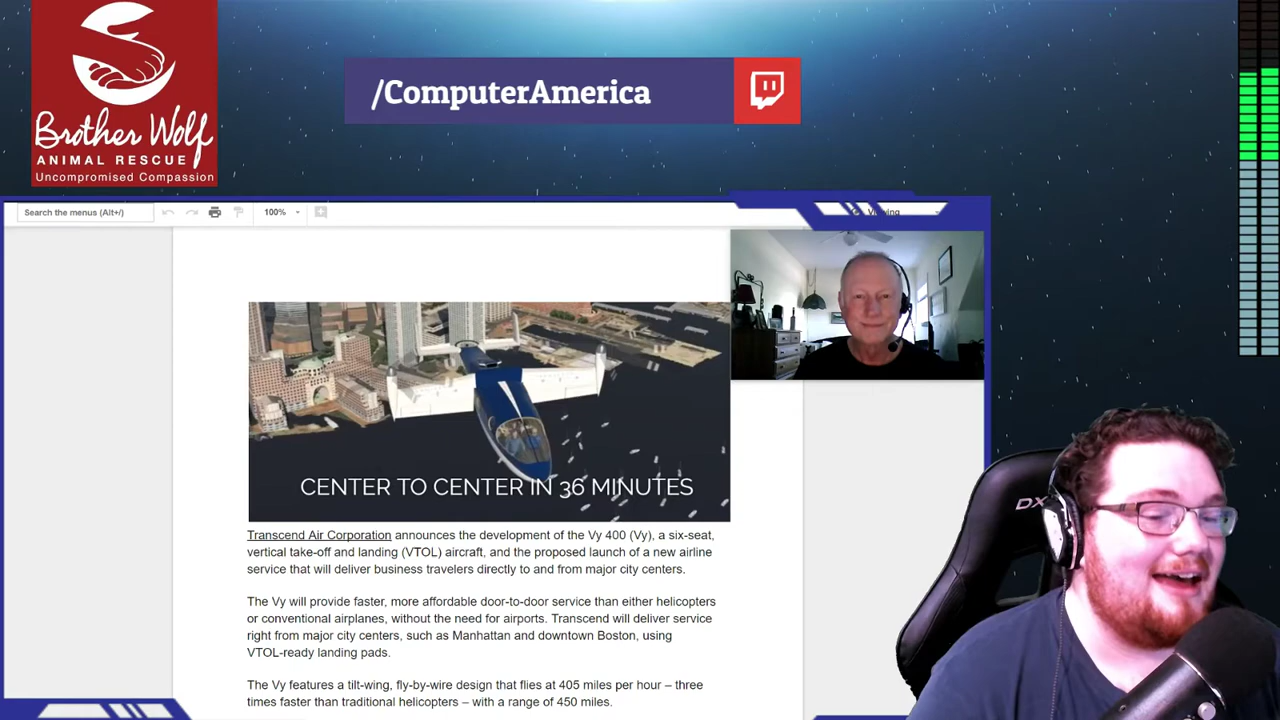 Brother Wolf
ANIMAL RESCUE
Uncompromised Compassion
/ComputerAmerica
Search the menus (Alt+/)
100%
CENTER TO CENTER IN 36 MINUTES
Transcend Air Corporation announces the development of the Vy 400 (Vy), a six-seat,
vertical take-off and landing (VTOL) aircraft, and the proposed launch of a new airline
service that will deliver business travelers directly to and from major city centers.
The Vy will provide faster, more affordable door-to-door service than either helicopters
or conventional airplanes, without the need for airports. Transcend will deliver service
right from major city centers, such as Manhattan and downtown Boston, using
VTOL-ready landing pads.
The Vy features a tilt-wing, fly-by-wire design that flies at 405 miles per hour – three
times faster than traditional helicopters – with a range of 450 miles.
DX